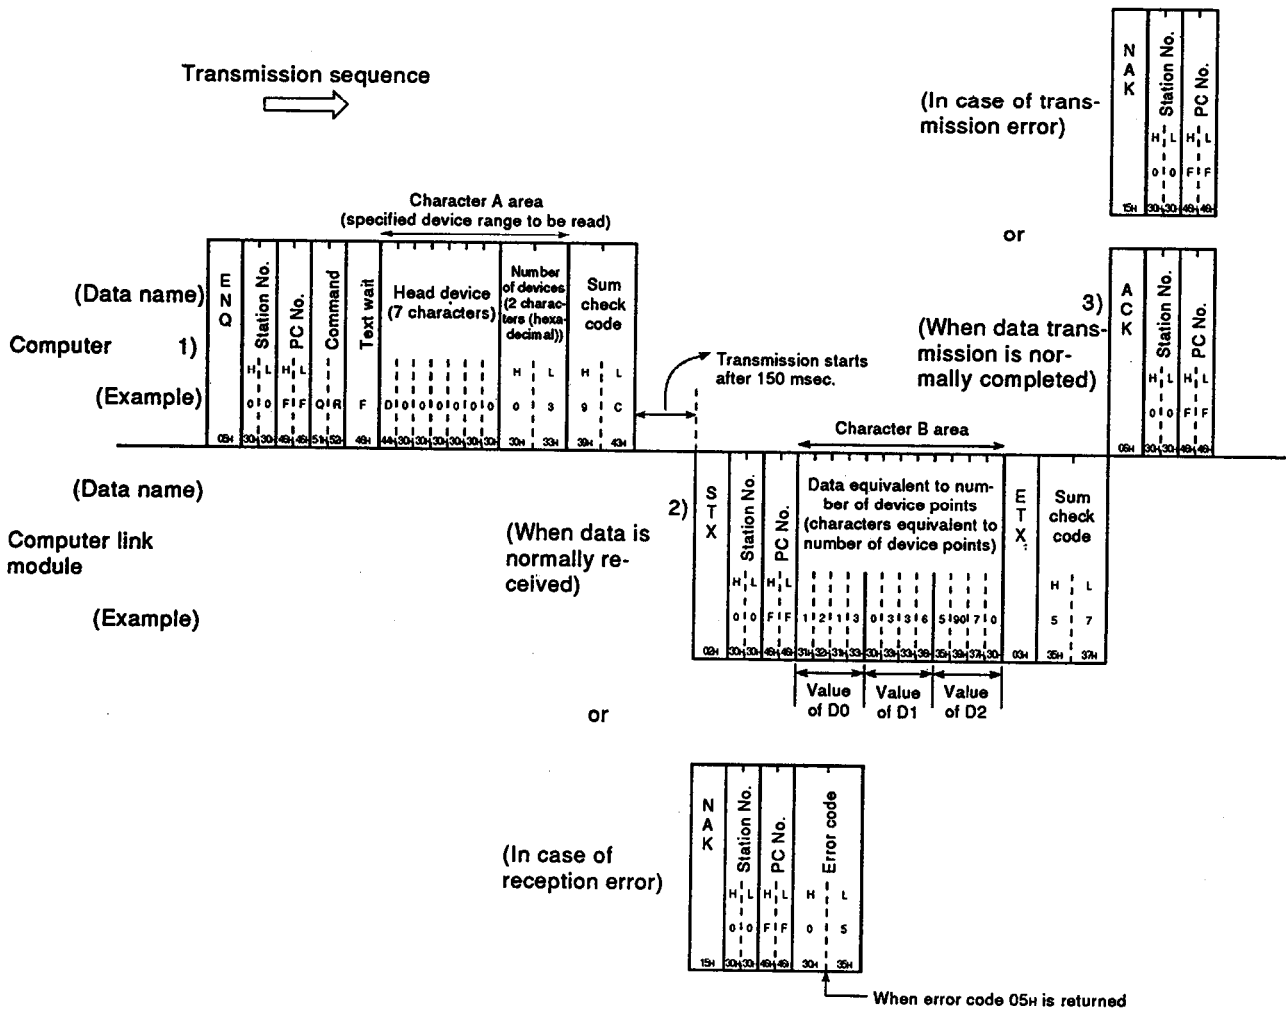 Transmission sequence
(In case of trans-
mission error)
N
A
K
Station No.
PC No.
H L H L
0 0 F F
15H 30H 30H 46H 46H
or
Character A area
(specified device range to be read)
(Data name)
Computer 1)
(Example)
E
N
Q
Station No.
PC No.
Command
Text wait
Head device
(7 characters)
Number
of devices
(2 charac-
ters (hexa-
decimal))
Sum
check
code
H L H L H L H L
0 0 F F Q R F D 0 0 0 0 0 0 0 3 9 C
05H 30H 30H 46H 46H 51H 52H 46H 44H 30H 30H 30H 30H 30H 30H 30H 33H 39H 43H
Transmission starts
after 150 msec.
3)
(When data trans-
mission is nor-
mally completed)
A
C
K
Station No.
PC No.
H L H L
0 0 F F
06H 30H 30H 46H 46H
Character B area
(Data name)
Computer link
module
(Example)
2)
(When data is
normally re-
ceived)
S
T
X
Station No.
PC No.
Data equivalent to num-
ber of device points
(characters equivalent to
number of device points)
E
T
X
Sum
check
code
H L H L H L
0 0 F F 1 2 1 3 0 3 3 6 5 90 7 0 5 7
02H 30H 30H 46H 46H 31H 32H 31H 33H 30H 33H 33H 36H 35H 39H 37H 30H 03H 35H 37H
Value
of D0
Value
of D1
Value
of D2
or
(In case of
reception error)
N
A
K
Station No.
PC No.
Error code
H L H L H L
0 0 F F 0 5
15H 30H 30H 46H 46H 30H 35H
When error code 05H is returned